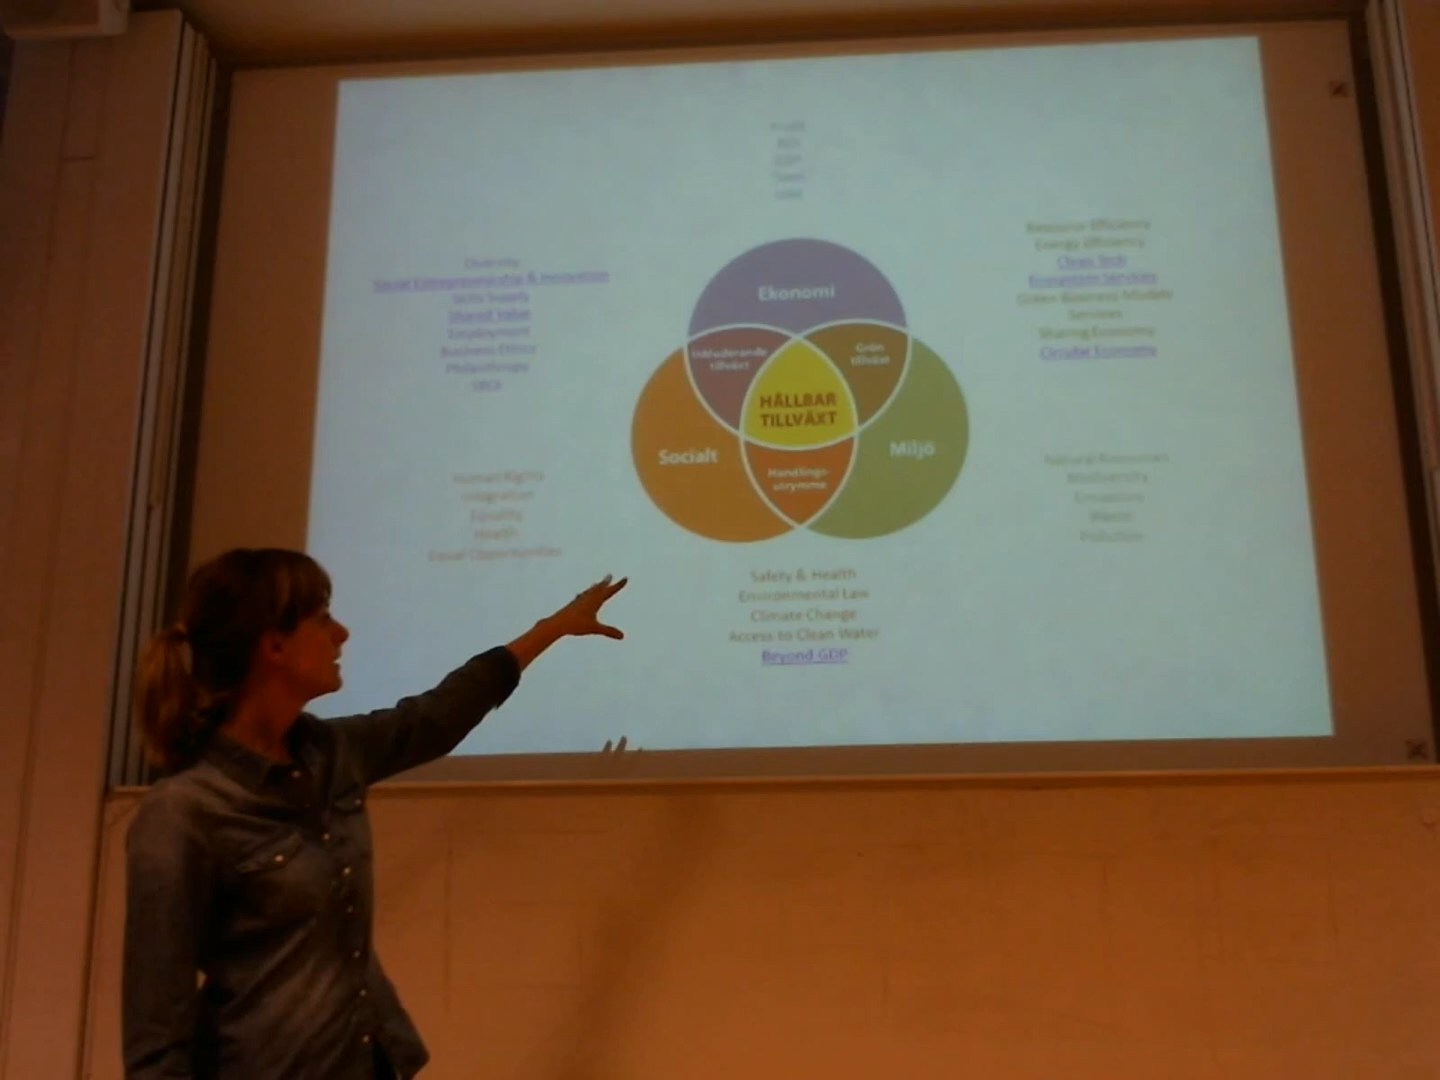 GDP
Diversity
Social Entrepreneurship & Innovation
Skills Supply
Shared Value
Employment
Business Ethics
Philanthropy
Resource Efficiency
Energy Efficiency
Clean Tech
Ecosystem Services
Green Business Models
Services
Sharing Economy
Circular Economy
Ekonomi
Inkluderande
tillväxt
Grön
tillväxt
HÅLLBAR
TILLVÄXT
Socialt
Miljö
Handlings-
utrymme
Human Rights
Integration
Equality
Health
Equal Opportunities
Natural Resources
Biodiversity
Emissions
Waste
Pollution
Safety & Health
Environmental Law
Climate Change
Access to Clean Water
Beyond GDP